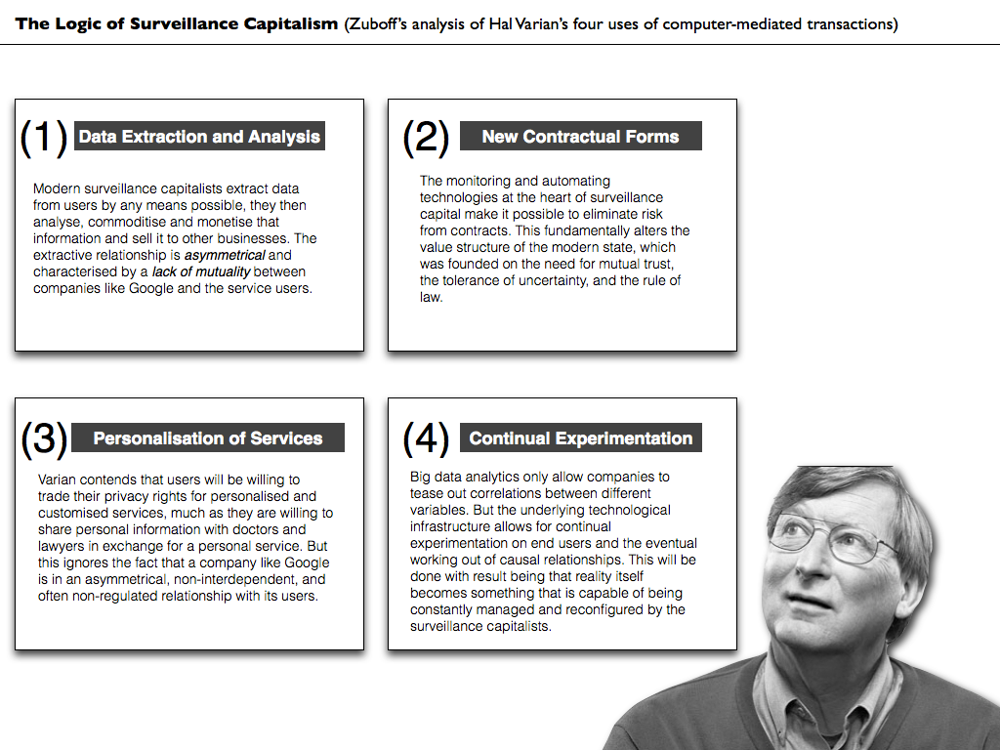 The Logic of Surveillance Capitalism (Zuboff's analysis of Hal Varian's four uses of computer-mediated transactions)
(1) Data Extraction and Analysis
Modern surveillance capitalists extract data
from users by any means possible, they then
analyse, commoditise and monetise that
information and sell it to other businesses. The
extractive relationship is asymmetrical and
characterised by a lack of mutuality between
companies like Google and the service users.
(2) New Contractual Forms
The monitoring and automating
technologies at the heart of surveillance
capital make it possible to eliminate risk
from contracts. This fundamentally alters the
value structure of the modern state, which
was founded on the need for mutual trust,
the tolerance of uncertainty, and the rule of
law.
(3) Personalisation of Services
Varian contends that users will be willing to
trade their privacy rights for personalised and
customised services, much as they are willing to
share personal information with doctors and
lawyers in exchange for a personal service. But
this ignores the fact that a company like Google
is in an asymmetrical, non-interdependent, and
often non-regulated relationship with its users.
(4) Continual Experimentation
Big data analytics only allow companies to
tease out correlations between different
variables. But the underlying technological
infrastructure allows for continual
experimentation on end users and the eventual
working out of causal relationships. This will be
done with result being that reality itself
becomes something that is capable of being
constantly managed and reconfigured by the
surveillance capitalists.